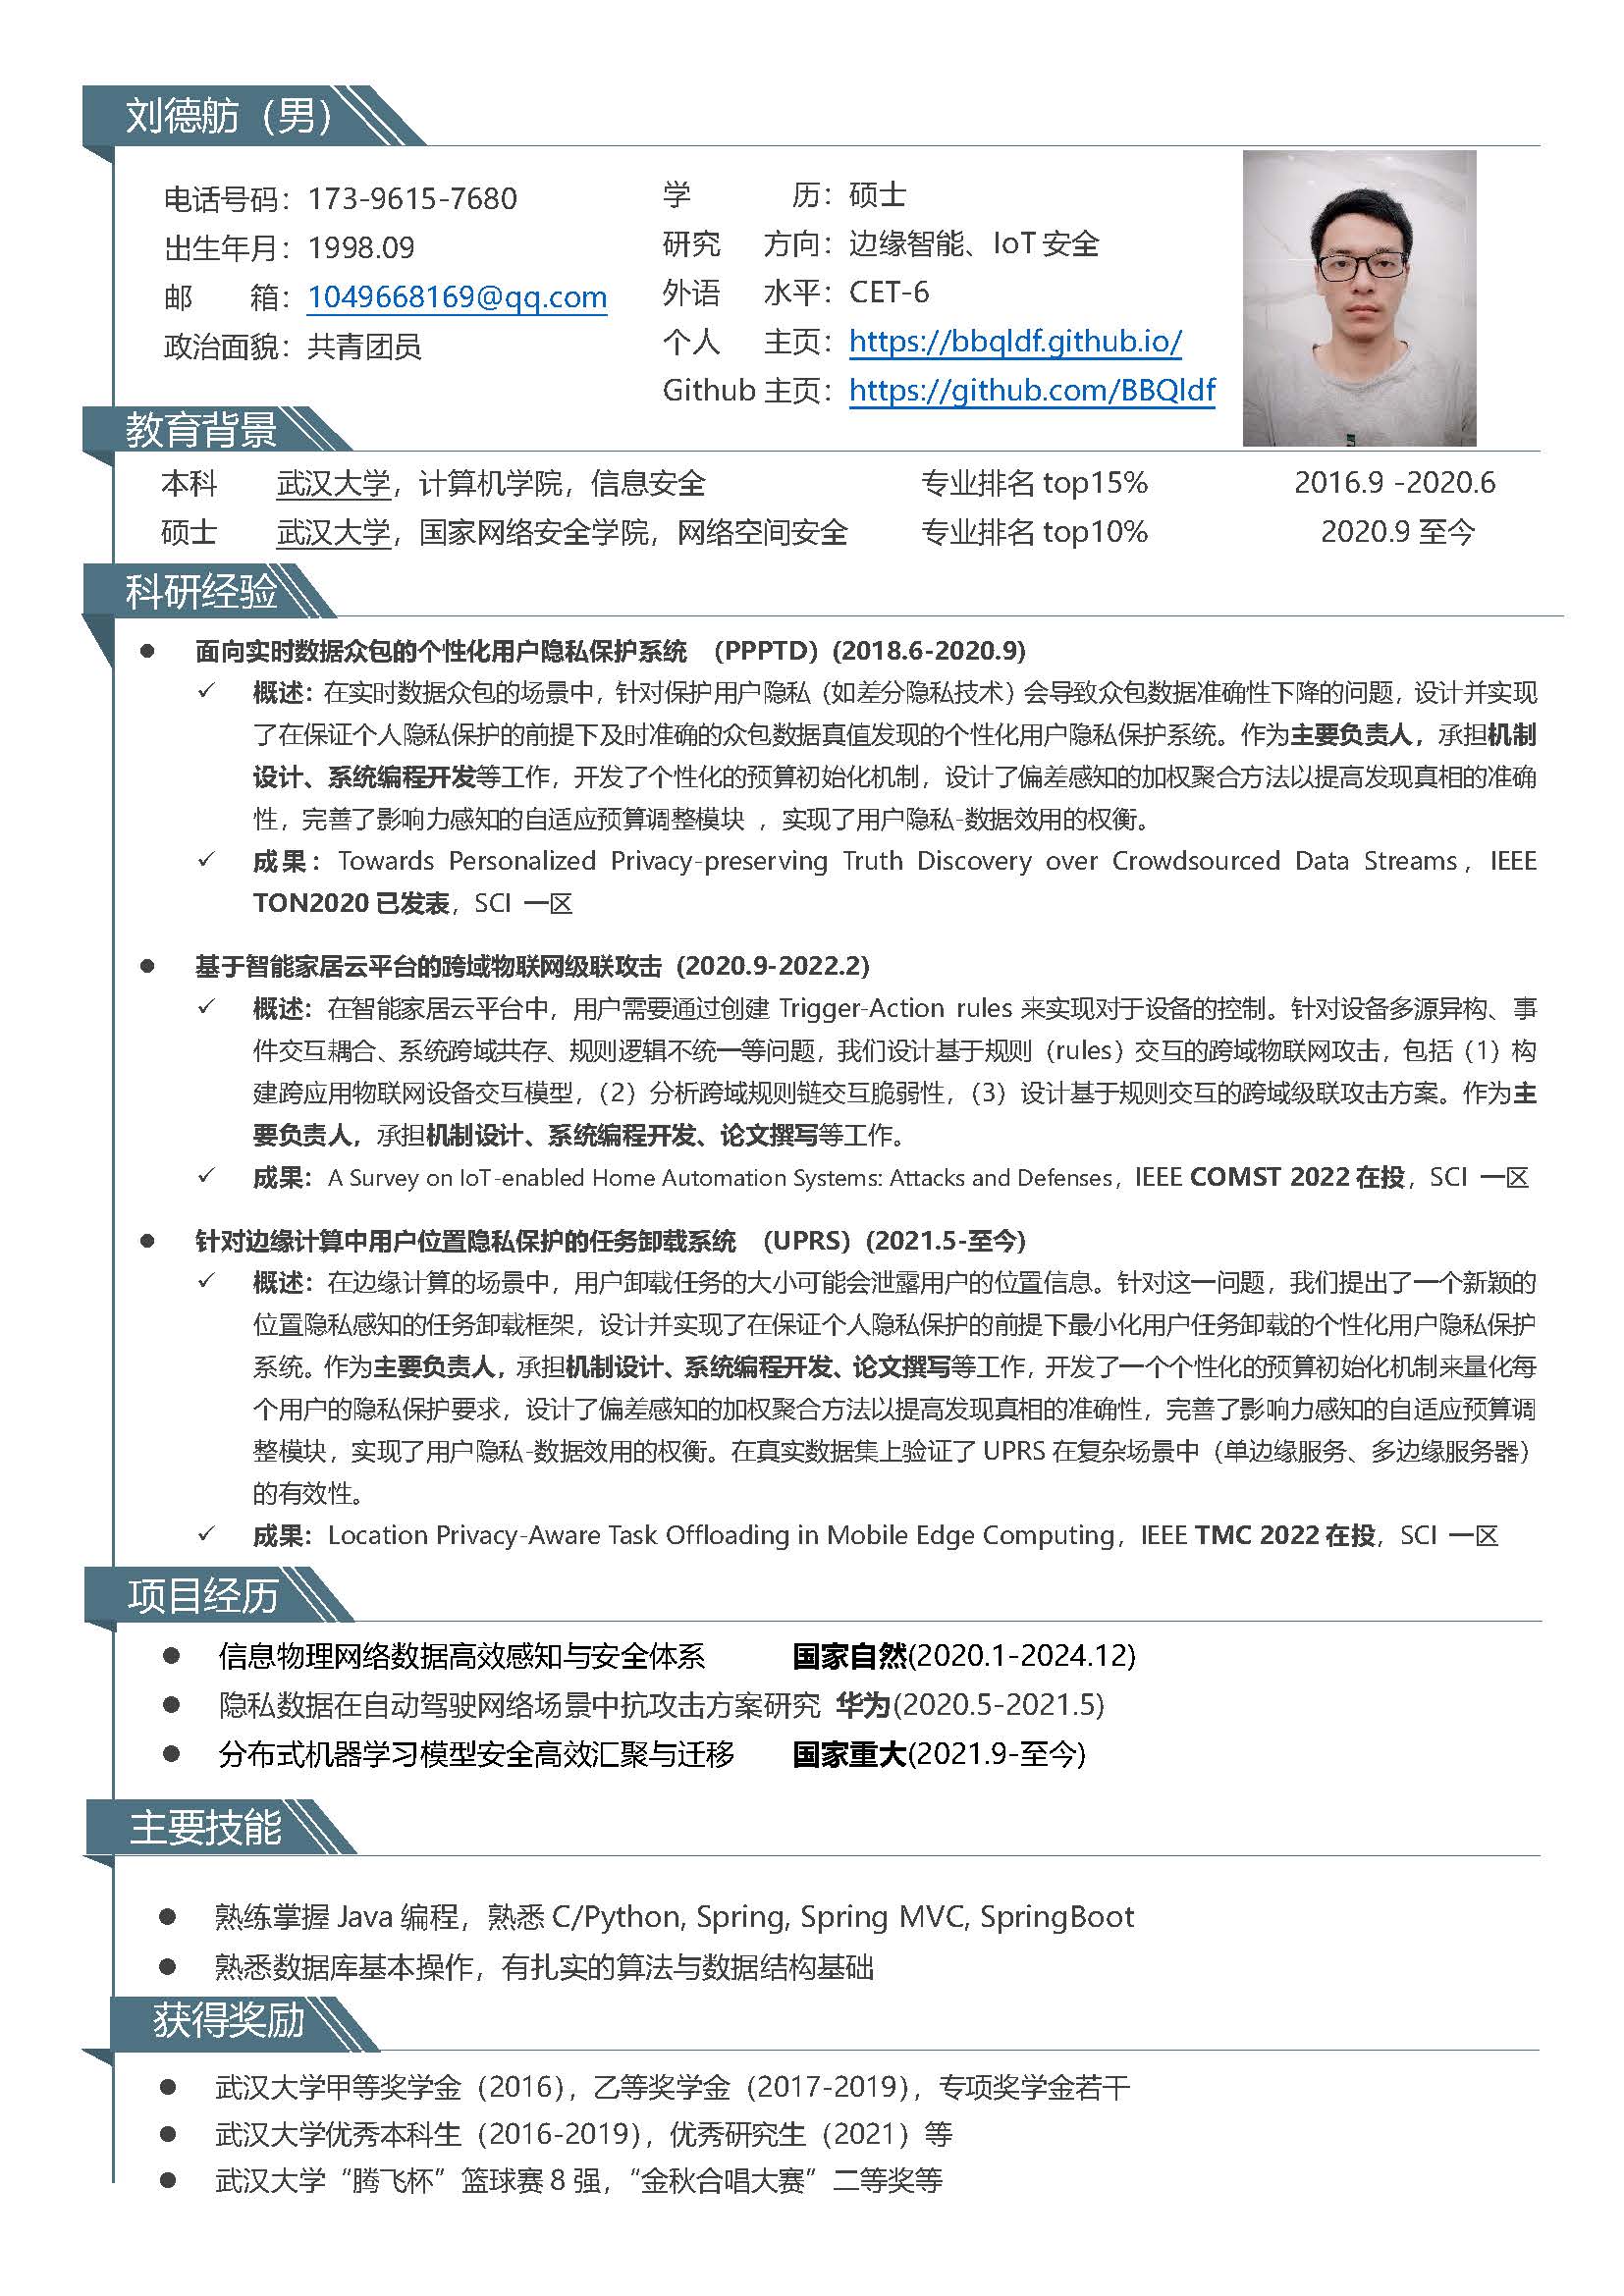 刘德舫（男）
电话号码：173-9615-7680
出生年月：1998.09
邮 箱：1049668169@qq.com
政治面貌：共青团员
学 历：硕士
研究 方向：边缘智能、IoT 安全
外语 水平：CET-6
个人 主页：https://bbqldf.github.io/
Github 主页：https://github.com/BBQldf
教育背景
本科 武汉大学，计算机学院，信息安全 专业排名 top15% 2016.9 -2020.6
硕士 武汉大学，国家网络安全学院，网络空间安全 专业排名 top10% 2020.9 至今
科研经验
● 面向实时数据众包的个性化用户隐私保护系统 （PPPTD）(2018.6-2020.9)
✓ 概述：在实时数据众包的场景中，针对保护用户隐私（如差分隐私技术）会导致众包数据准确性下降的问题，设计并实现
了在保证个人隐私保护的前提下及时准确的众包数据真值发现的个性化用户隐私保护系统。作为主要负责人，承担机制
设计、系统编程开发等工作，开发了个性化的预算初始化机制，设计了偏差感知的加权聚合方法以提高发现真相的准确
性，完善了影响力感知的自适应预算调整模块 ，实现了用户隐私-数据效用的权衡。
✓ 成果：Towards Personalized Privacy-preserving Truth Discovery over Crowdsourced Data Streams，IEEE
TON2020 已发表，SCI 一区
● 基于智能家居云平台的跨域物联网级联攻击 (2020.9-2022.2)
✓ 概述：在智能家居云平台中，用户需要通过创建 Trigger-Action rules 来实现对于设备的控制。针对设备多源异构、事
件交互耦合、系统跨域共存、规则逻辑不统一等问题，我们设计基于规则（rules）交互的跨域物联网攻击，包括（1）构
建跨应用物联网设备交互模型，（2）分析跨域规则链交互脆弱性，（3）设计基于规则交互的跨域级联攻击方案。作为主
要负责人，承担机制设计、系统编程开发、论文撰写等工作。
✓ 成果：A Survey on IoT-enabled Home Automation Systems: Attacks and Defenses，IEEE COMST 2022 在投，SCI 一区
● 针对边缘计算中用户位置隐私保护的任务卸载系统 （UPRS）(2021.5-至今)
✓ 概述：在边缘计算的场景中，用户卸载任务的大小可能会泄露用户的位置信息。针对这一问题，我们提出了一个新颖的
位置隐私感知的任务卸载框架，设计并实现了在保证个人隐私保护的前提下最小化用户任务卸载的个性化用户隐私保护
系统。作为主要负责人，承担机制设计、系统编程开发、论文撰写等工作，开发了一个个性化的预算初始化机制来量化每
个用户的隐私保护要求，设计了偏差感知的加权聚合方法以提高发现真相的准确性，完善了影响力感知的自适应预算调
整模块，实现了用户隐私-数据效用的权衡。在真实数据集上验证了 UPRS 在复杂场景中（单边缘服务、多边缘服务器）
的有效性。
✓ 成果：Location Privacy-Aware Task Offloading in Mobile Edge Computing，IEEE TMC 2022 在投，SCI 一区
项目经历
● 信息物理网络数据高效感知与安全体系 国家自然(2020.1-2024.12)
● 隐私数据在自动驾驶网络场景中抗攻击方案研究 华为(2020.5-2021.5)
● 分布式机器学习模型安全高效汇聚与迁移 国家重大(2021.9-至今)
主要技能
● 熟练掌握 Java 编程，熟悉 C/Python, Spring, Spring MVC, SpringBoot
● 熟悉数据库基本操作，有扎实的算法与数据结构基础
获得奖励
● 武汉大学甲等奖学金（2016），乙等奖学金（2017-2019），专项奖学金若干
● 武汉大学优秀本科生（2016-2019），优秀研究生（2021）等
● 武汉大学“腾飞杯”篮球赛 8 强，“金秋合唱大赛”二等奖等